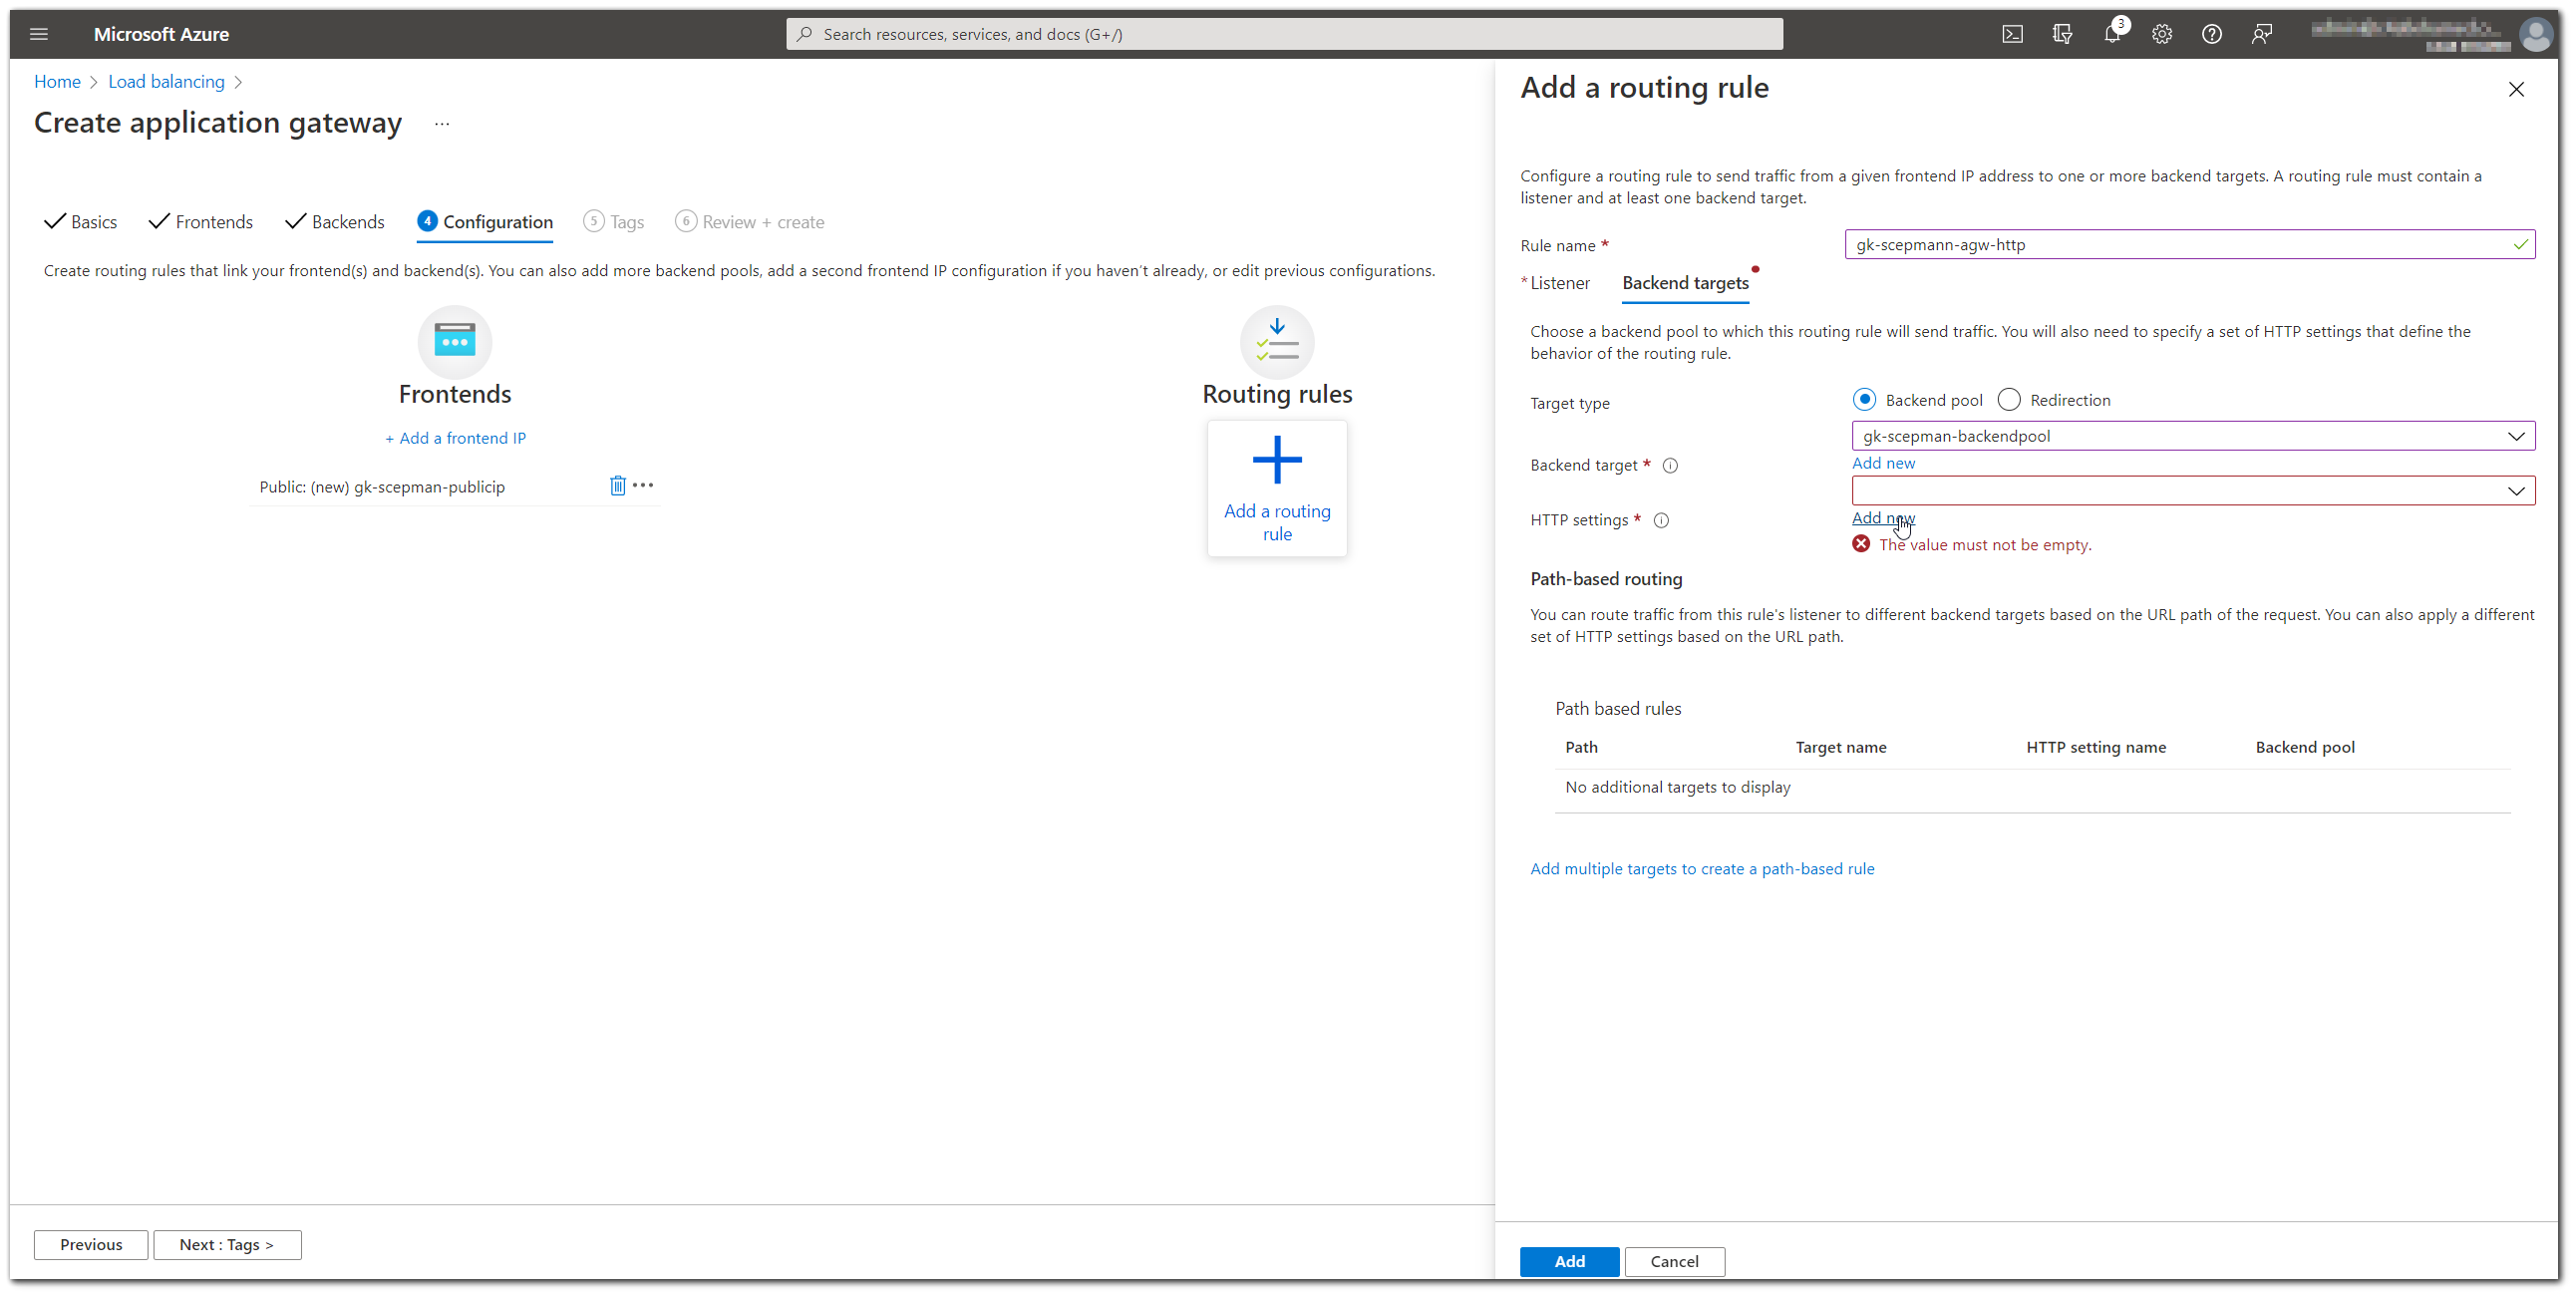 Microsoft Azure
Search resources, services, and docs (G+/)
3
Home > Load balancing >
Create application gateway ...
Basics Frontends Backends 4 Configuration 5 Tags 6 Review + create
Create routing rules that link your frontend(s) and backend(s). You can also add more backend pools, add a second frontend IP configuration if you haven't already, or edit previous configurations.
Frontends
+ Add a frontend IP
Public: (new) gk-scepman-publicip
Routing rules
Add a routing
rule
Previous
Next : Tags >
Add a routing rule
Configure a routing rule to send traffic from a given frontend IP address to one or more backend targets. A routing rule must contain a
listener and at least one backend target.
Rule name *
gk-scepmann-agw-http
* Listener Backend targets
Choose a backend pool to which this routing rule will send traffic. You will also need to specify a set of HTTP settings that define the
behavior of the routing rule.
Target type
Backend pool Redirection
gk-scepman-backendpool
Backend target *
Add new
HTTP settings *
Add new
The value must not be empty.
Path-based routing
You can route traffic from this rule's listener to different backend targets based on the URL path of the request. You can also apply a different
set of HTTP settings based on the URL path.
Path based rules
Path Target name HTTP setting name Backend pool
No additional targets to display
Add multiple targets to create a path-based rule
Add
Cancel